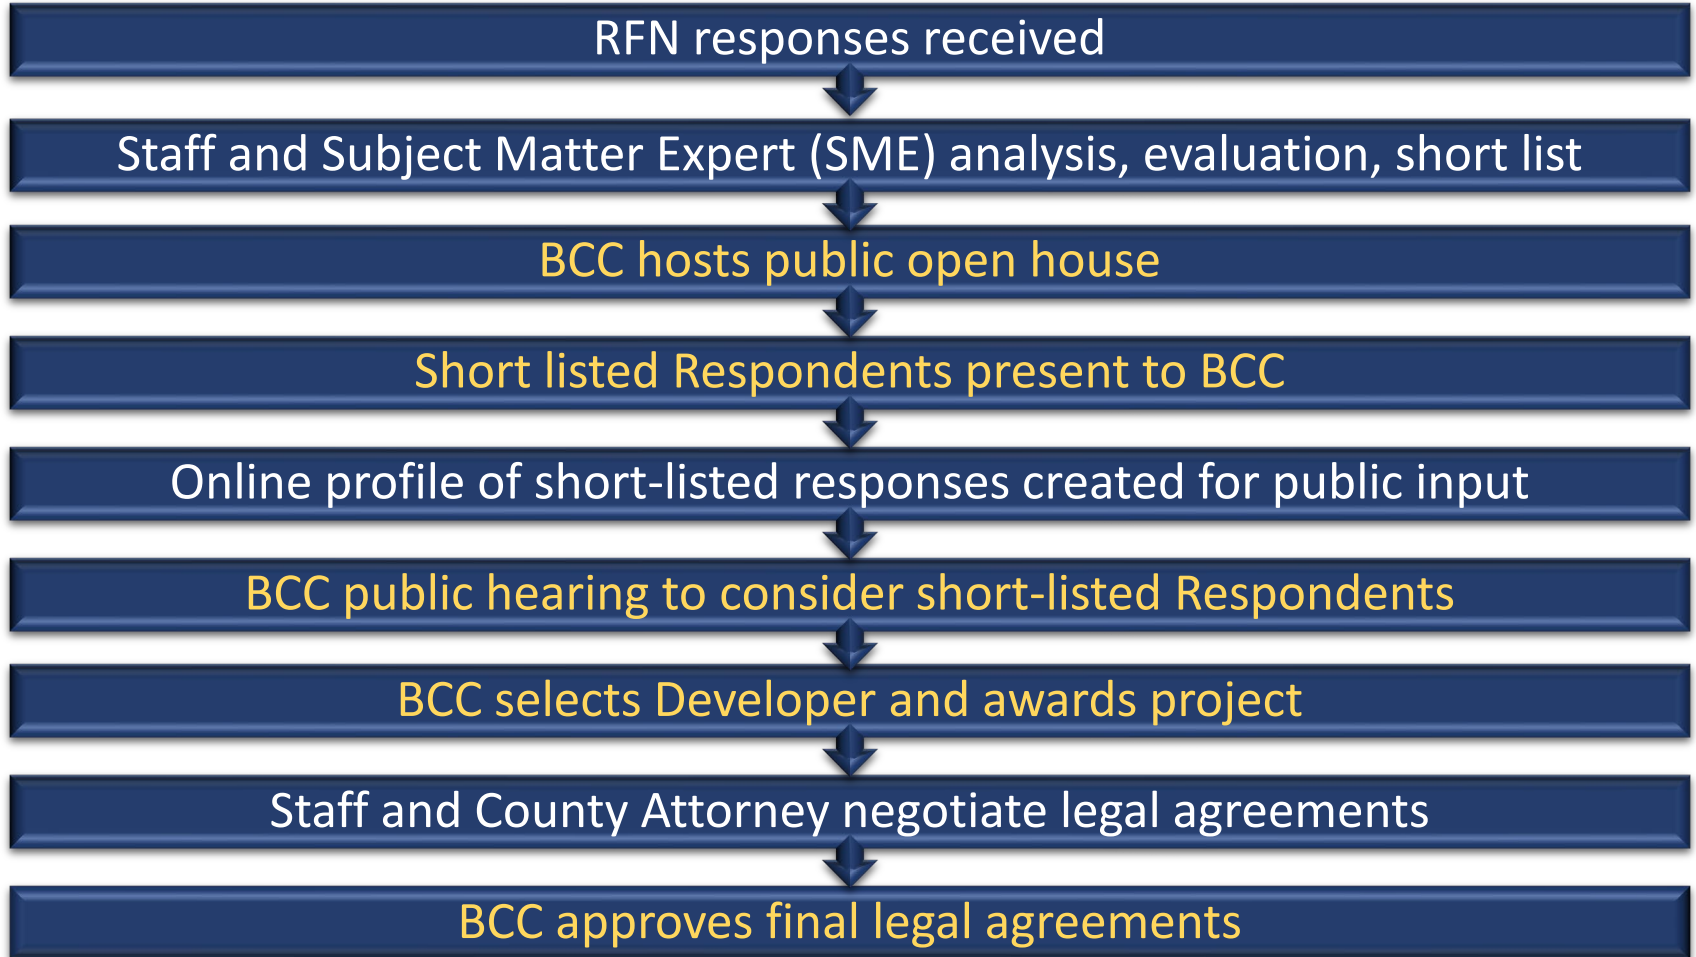 RFN responses received
Staff and Subject Matter Expert (SME) analysis, evaluation, short list
BCC hosts public open house
Short listed Respondents present to BCC
Online profile of short-listed responses created for public input
BCC public hearing to consider short-listed Respondents
BCC selects Developer and awards project
Staff and County Attorney negotiate legal agreements
BCC approves final legal agreements